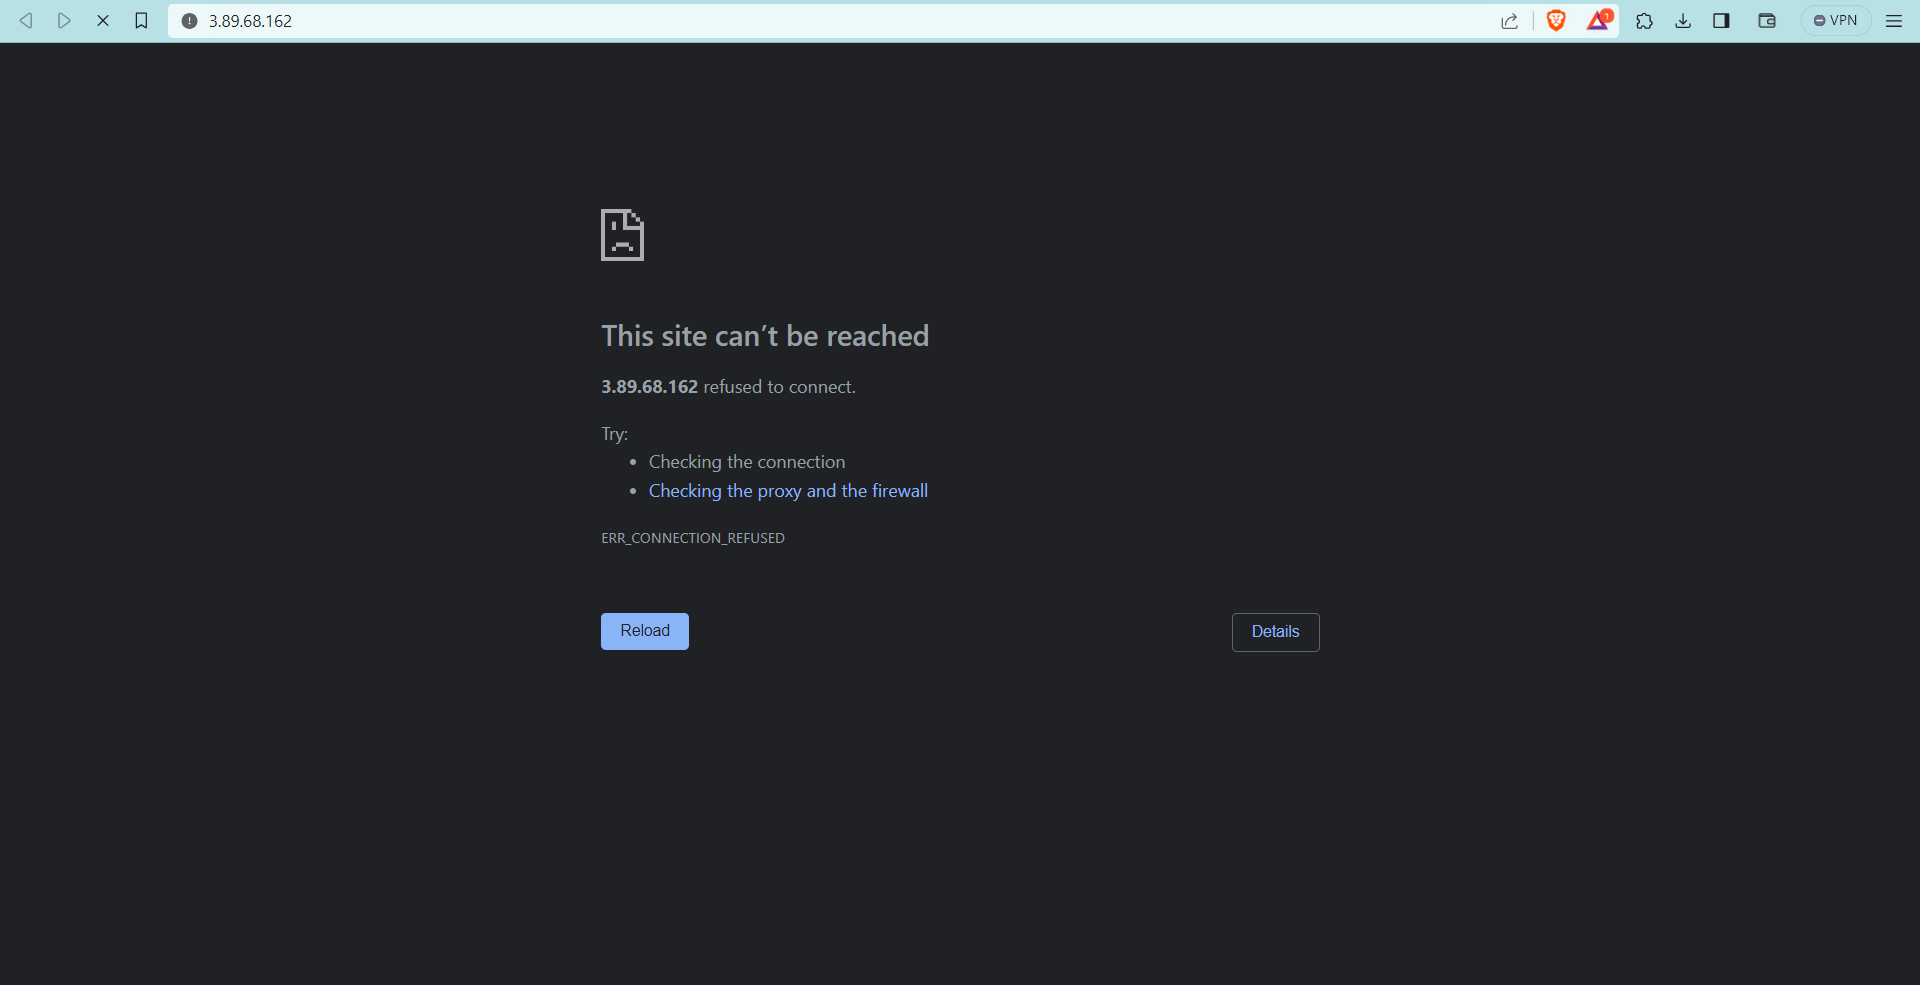 3.89.68.162
1
VPN
This site can’t be reached
3.89.68.162 refused to connect.
Try:
• Checking the connection
• Checking the proxy and the firewall
ERR_CONNECTION_REFUSED
Reload
Details